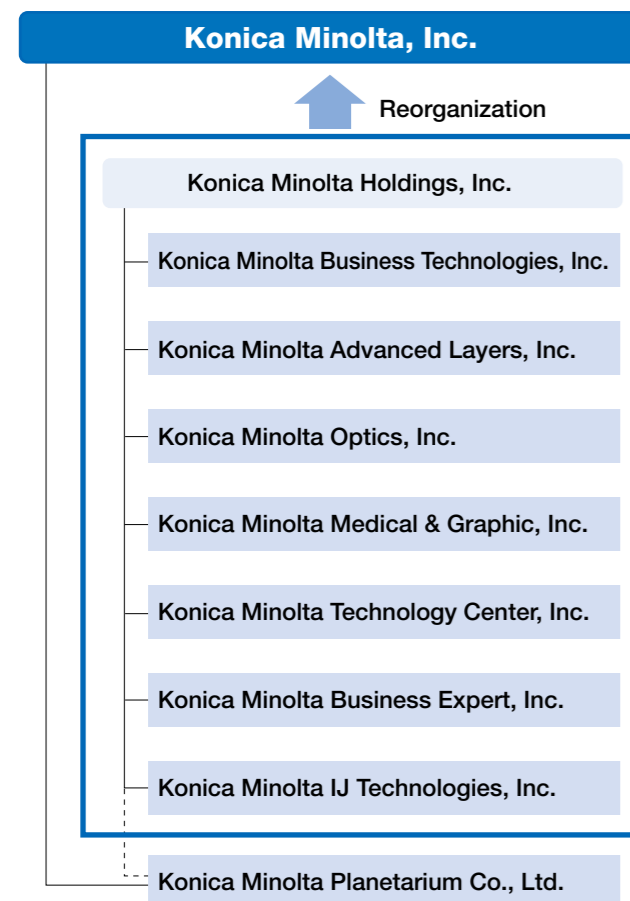 Konica Minolta, Inc.
Reorganization
Konica Minolta Holdings, Inc.
Konica Minolta Business Technologies, Inc.
Konica Minolta Advanced Layers, Inc.
Konica Minolta Optics, Inc.
Konica Minolta Medical & Graphic, Inc.
Konica Minolta Technology Center, Inc.
Konica Minolta Business Expert, Inc.
Konica Minolta IJ Technologies, Inc.
Konica Minolta Planetarium Co., Ltd.